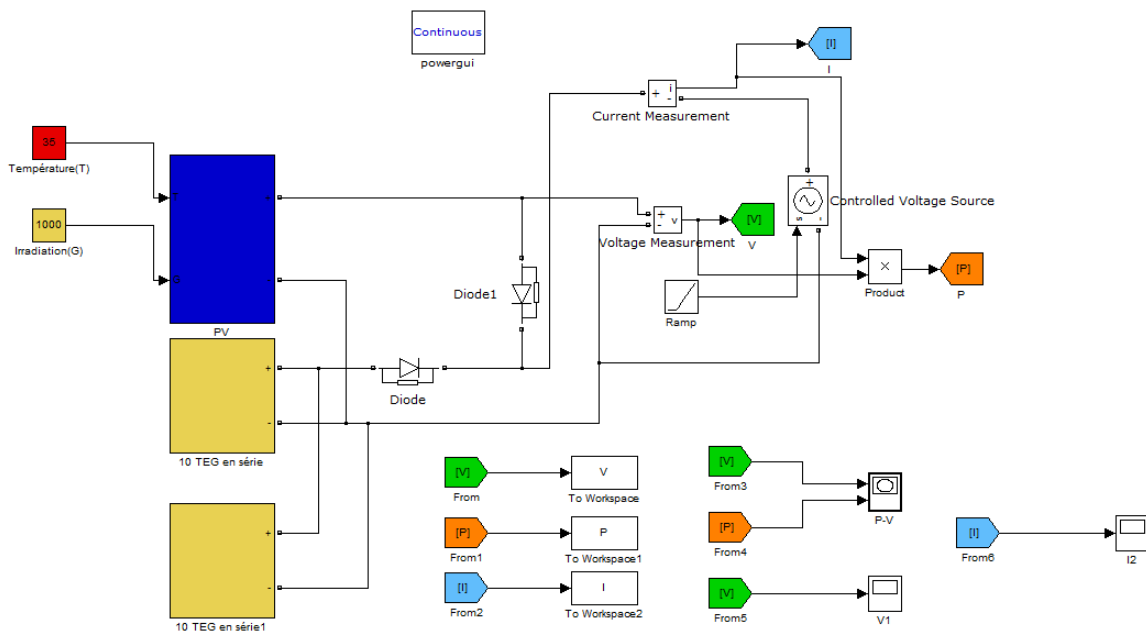 Continuous
powergui
[I]
I
i
+
-
Current Measurement
35
Température(T)
1000
Irradiation(G)
PV
+
Controlled Voltage Source
s
-
+
-
v
Voltage Measurement
[V]
V
Diode1
Ramp
×
Product
[P]
P
+
-
10 TEG en série
Diode
+
-
10 TEG en série1
[V]
From
V
To Workspace
[P]
From1
P
To Workspace1
[I]
From2
I
To Workspace2
[V]
From3
[P]
From4
P-V
[V]
From5
V1
[I]
From6
I2